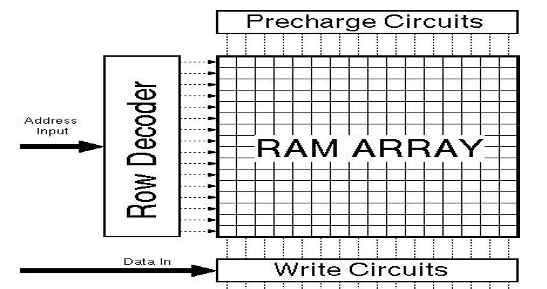 Precharge Circuits
Address
Input
Row Decoder
RAM ARRAY
Data In
Write Circuits